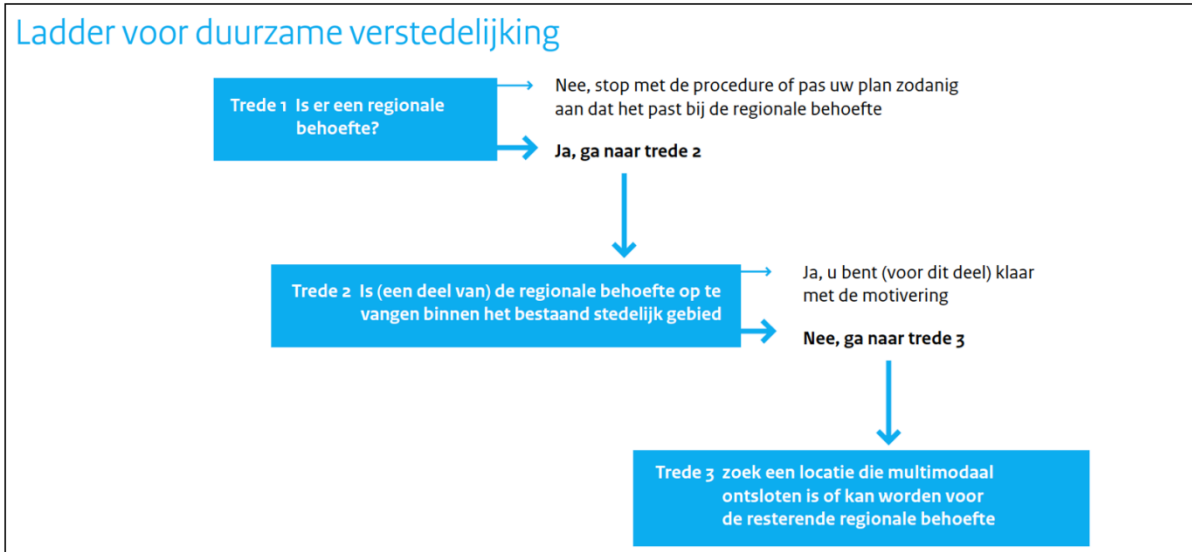 Ladder voor duurzame verstedelijking
Trede 1 Is er een regionale
behoefte?
Nee, stop met de procedure of pas uw plan zodanig
aan dat het past bij de regionale behoefte
Ja, ga naar trede 2
Trede 2 Is (een deel van) de regionale behoefte op te
vangen binnen het bestaand stedelijk gebied
Ja, u bent (voor dit deel) klaar
met de motivering
Nee, ga naar trede 3
Trede 3 zoek een locatie die multimodaal
ontsloten is of kan worden voor
de resterende regionale behoefte